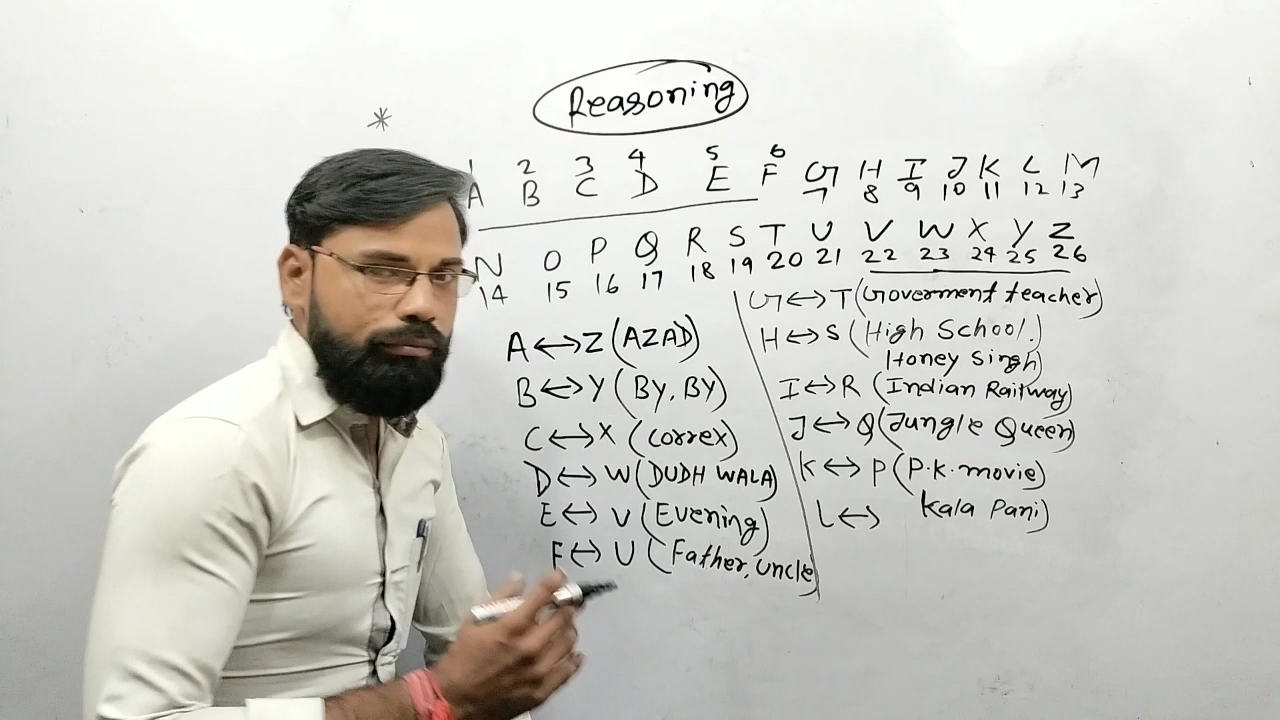 Reasoning
*
1 2 3 4 5 6
A B C D E F G H I J K L M
7 8 9 10 11 12 13
N O P Q R S T U V W X Y Z
14 15 16 17 18 19 20 21 22 23 24 25 26
A ↔ Z (AZAD)
B ↔ Y (BY, BY)
C ↔ X (correx)
D ↔ W (DUDH WALA)
E ↔ V (Evening)
F ↔ U (Father, uncle)
G ↔ T (Goverment teacher)
H ↔ S (High School.)
Honey Singh)
I ↔ R (Indian Raitway)
J ↔ Q (Jungle Queen)
K ↔ P (P.K. movie)
Kala Pani)
L ↔